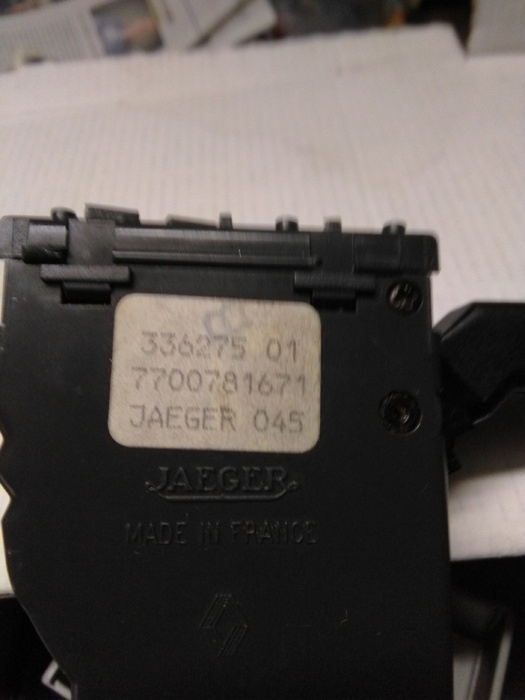 336275 01
7700781671
JAEGER 045
JAEGER
MADE IN FRANCE